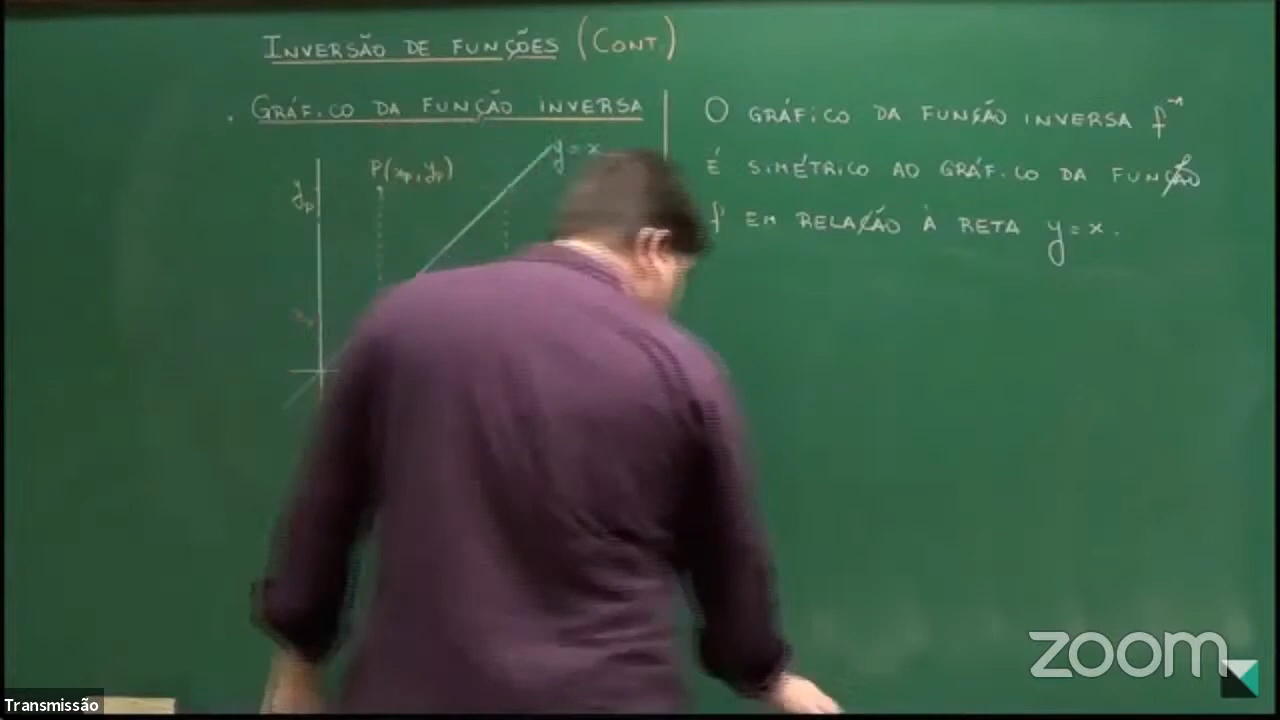 INVERSÃO DE FUNÇÕES (CONT.)
. GRÁFICO DA FUNÇÃO INVERSA
y = x
P(xₚ, yₚ)
yₚ
xₚ
O GRÁFICO DA FUNÇÃO INVERSA f⁻¹
É SIMÉTRICO AO GRÁFICO DA FUNÇÃO
f EM RELAÇÃO À RETA y = x.
zoom
Transmissão